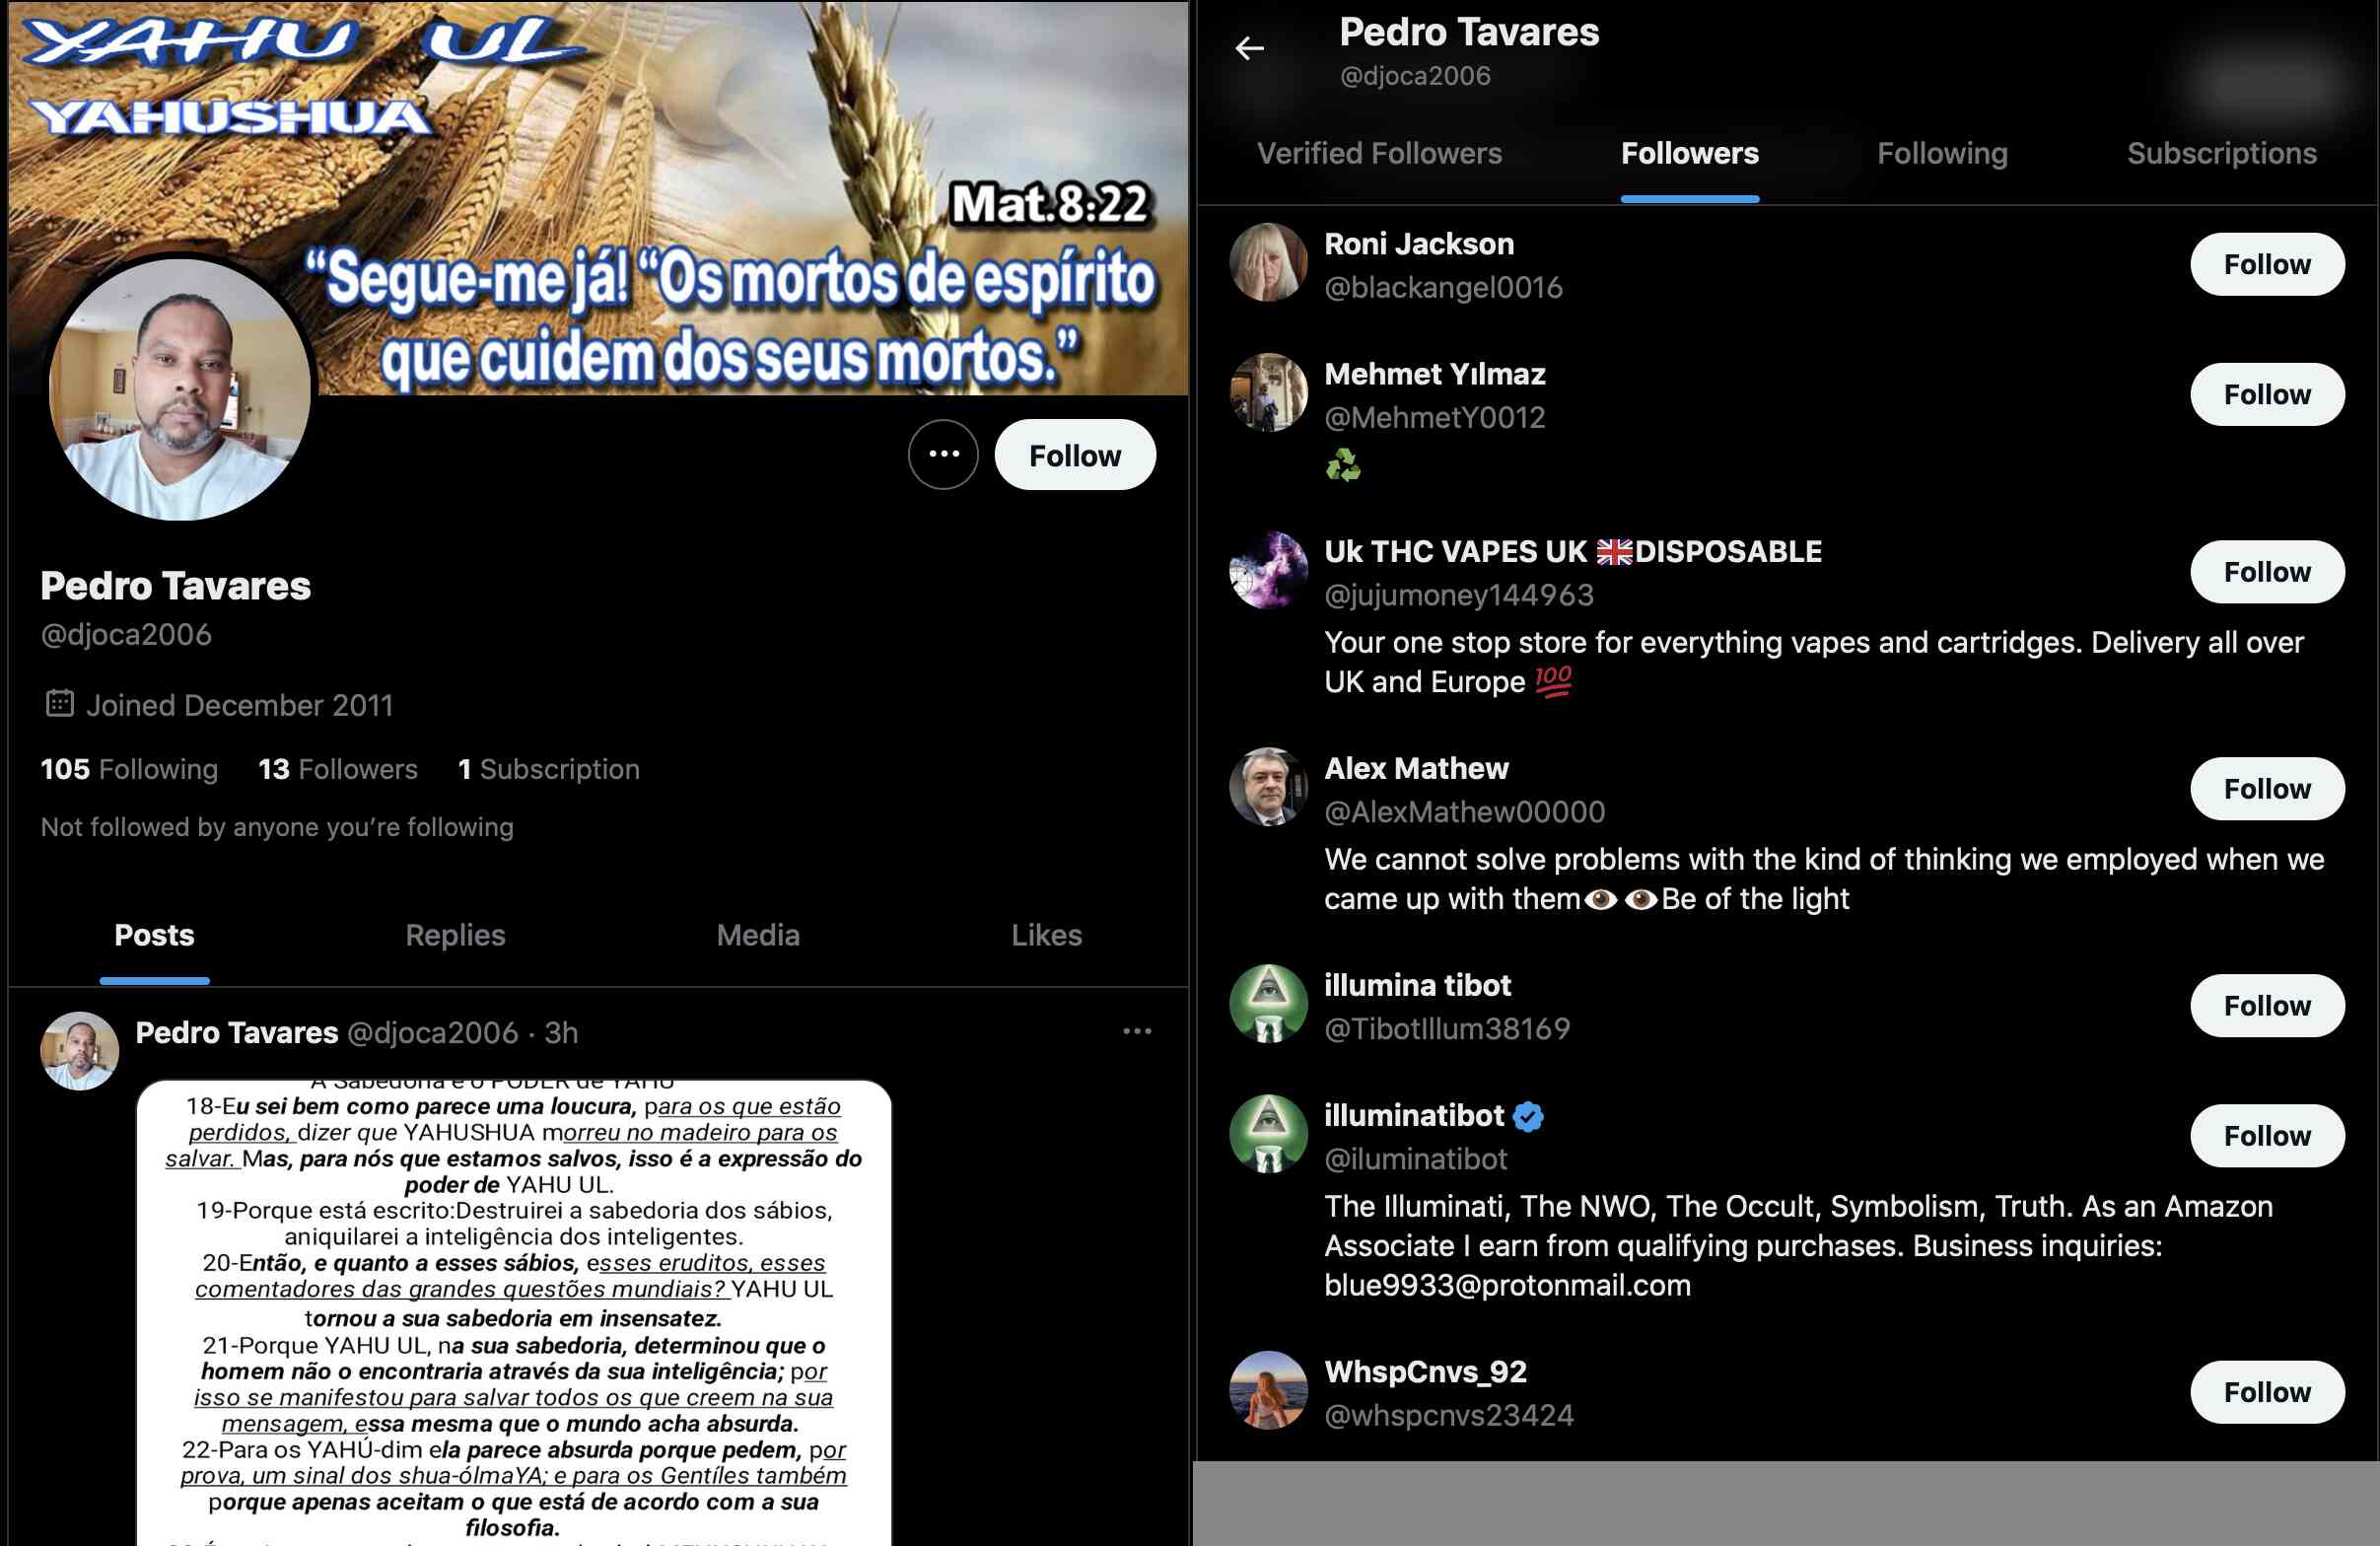 YAHU UL
YAHUSHUA
Mat.8:22
“Segue-me já! “Os mortos de espírito
que cuidem dos seus mortos.”
Follow
Pedro Tavares
@djoca2006
Joined December 2011
105 Following 13 Followers 1 Subscription
Not followed by anyone you’re following
Posts Replies Media Likes
Pedro Tavares @djoca2006 · 3h
A Sabedoria e o PODER de YAHU
18-Eu sei bem como parece uma loucura, para os que estão
perdidos, dizer que YAHUSHUA morreu no madeiro para os
salvar. Mas, para nós que estamos salvos, isso é a expressão do
poder de YAHU UL.
19-Porque está escrito:Destruirei a sabedoria dos sábios,
aniquilarei a inteligência dos inteligentes.
20-Então, e quanto a esses sábios, esses eruditos, esses
comentadores das grandes questões mundiais? YAHU UL
tornou a sua sabedoria em insensatez.
21-Porque YAHU UL, na sua sabedoria, determinou que o
homem não o encontraria através da sua inteligência; por
isso se manifestou para salvar todos os que creem na sua
mensagem, essa mesma que o mundo acha absurda.
22-Para os YAHÚ-dim ela parece absurda porque pedem, por
prova, um sinal dos shua-ólmaYA; e para os Gentíles também
porque apenas aceitam o que está de acordo com a sua
filosofia.
Pedro Tavares
@djoca2006
Verified Followers Followers Following Subscriptions
Roni Jackson
@blackangel0016
Follow
Mehmet Yılmaz
@MehmetY0012
Follow
♻️
Uk THC VAPES UK 🇬🇧DISPOSABLE
@jujumoney144963
Follow
Your one stop store for everything vapes and cartridges. Delivery all over
UK and Europe 💯
Alex Mathew
@AlexMathew00000
Follow
We cannot solve problems with the kind of thinking we employed when we
came up with them👁️👁️Be of the light
illumina tibot
@TibotIllum38169
Follow
illuminatibot
@iluminatibot
Follow
The Illuminati, The NWO, The Occult, Symbolism, Truth. As an Amazon
Associate I earn from qualifying purchases. Business inquiries:
blue9933@protonmail.com
WhspCnvs_92
@whspcnvs23424
Follow